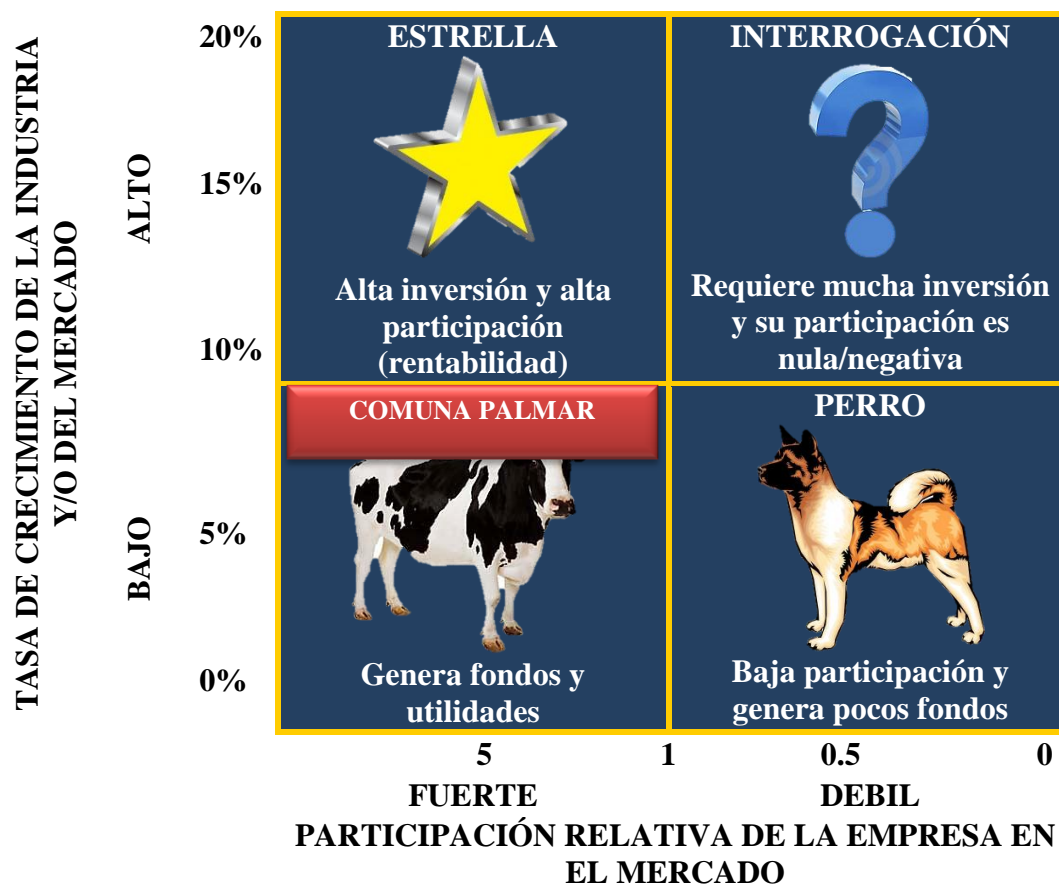 TASA DE CRECIMIENTO DE LA INDUSTRIA
Y/O DEL MERCADO
ALTO
BAJO
20%
15%
10%
5%
0%
ESTRELLA
Alta inversión y alta
participación
(rentabilidad)
INTERROGACIÓN
Requiere mucha inversión
y su participación es
nula/negativa
COMUNA PALMAR
Genera fondos y
utilidades
PERRO
Baja participación y
genera pocos fondos
5 1 0.5 0
FUERTE DEBIL
PARTICIPACIÓN RELATIVA DE LA EMPRESA EN
EL MERCADO